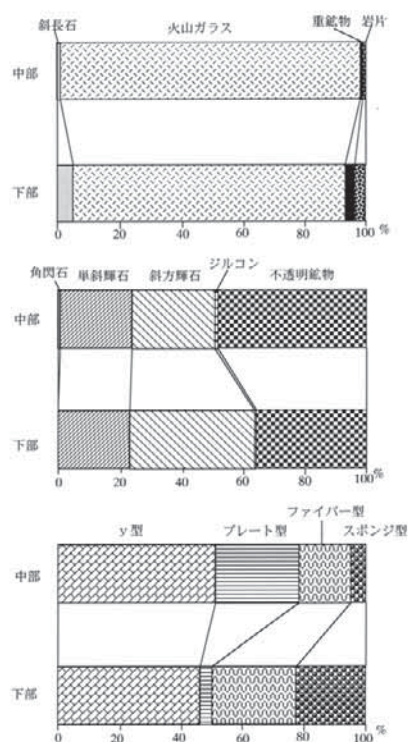 斜長石 火山ガラス 重鉱物 岩片
中部
下部
0 20 40 60 80 100 %
角閃石 単斜輝石 斜方輝石 ジルコン 不透明鉱物
中部
下部
0 20 40 60 80 100 %
y型 プレート型 ファイバー型 スポンジ型
中部
下部
0 20 40 60 80 100 %